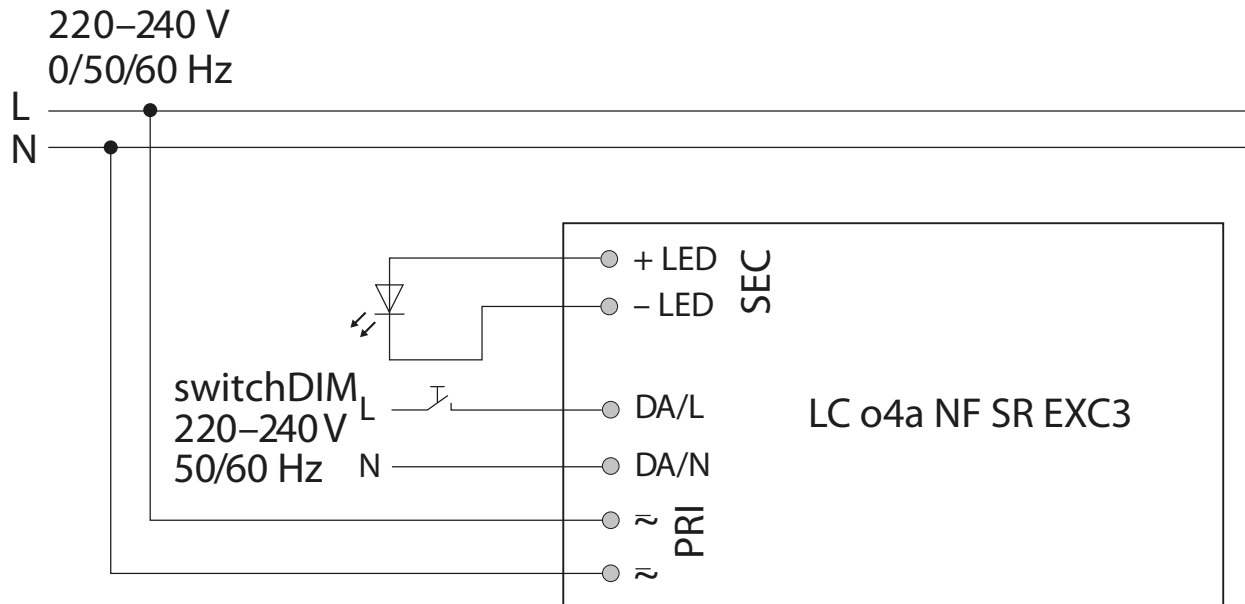 220–240 V
0/50/60 Hz
L
N
+ LED
– LED
SEC
switchDIM
220–240 V
50/60 Hz
L
N
DA/L
DA/N
PRI
LC o4a NF SR EXC3